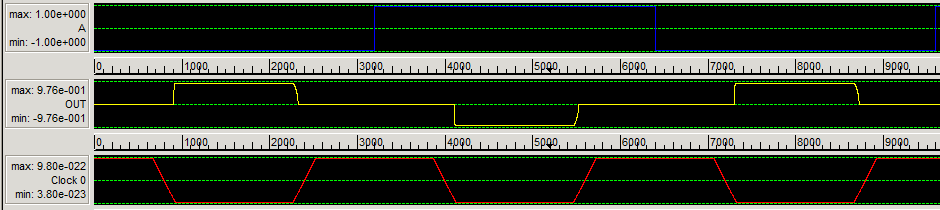 max: 1.00e+000
A
min: -1.00e+000
0 1000 2000 3000 4000 5000 6000 7000 8000 9000
max: 9.76e-001
OUT
min: -9.76e-001
0 1000 2000 3000 4000 5000 6000 7000 8000 9000
max: 9.80e-022
Clock 0
min: 3.80e-023